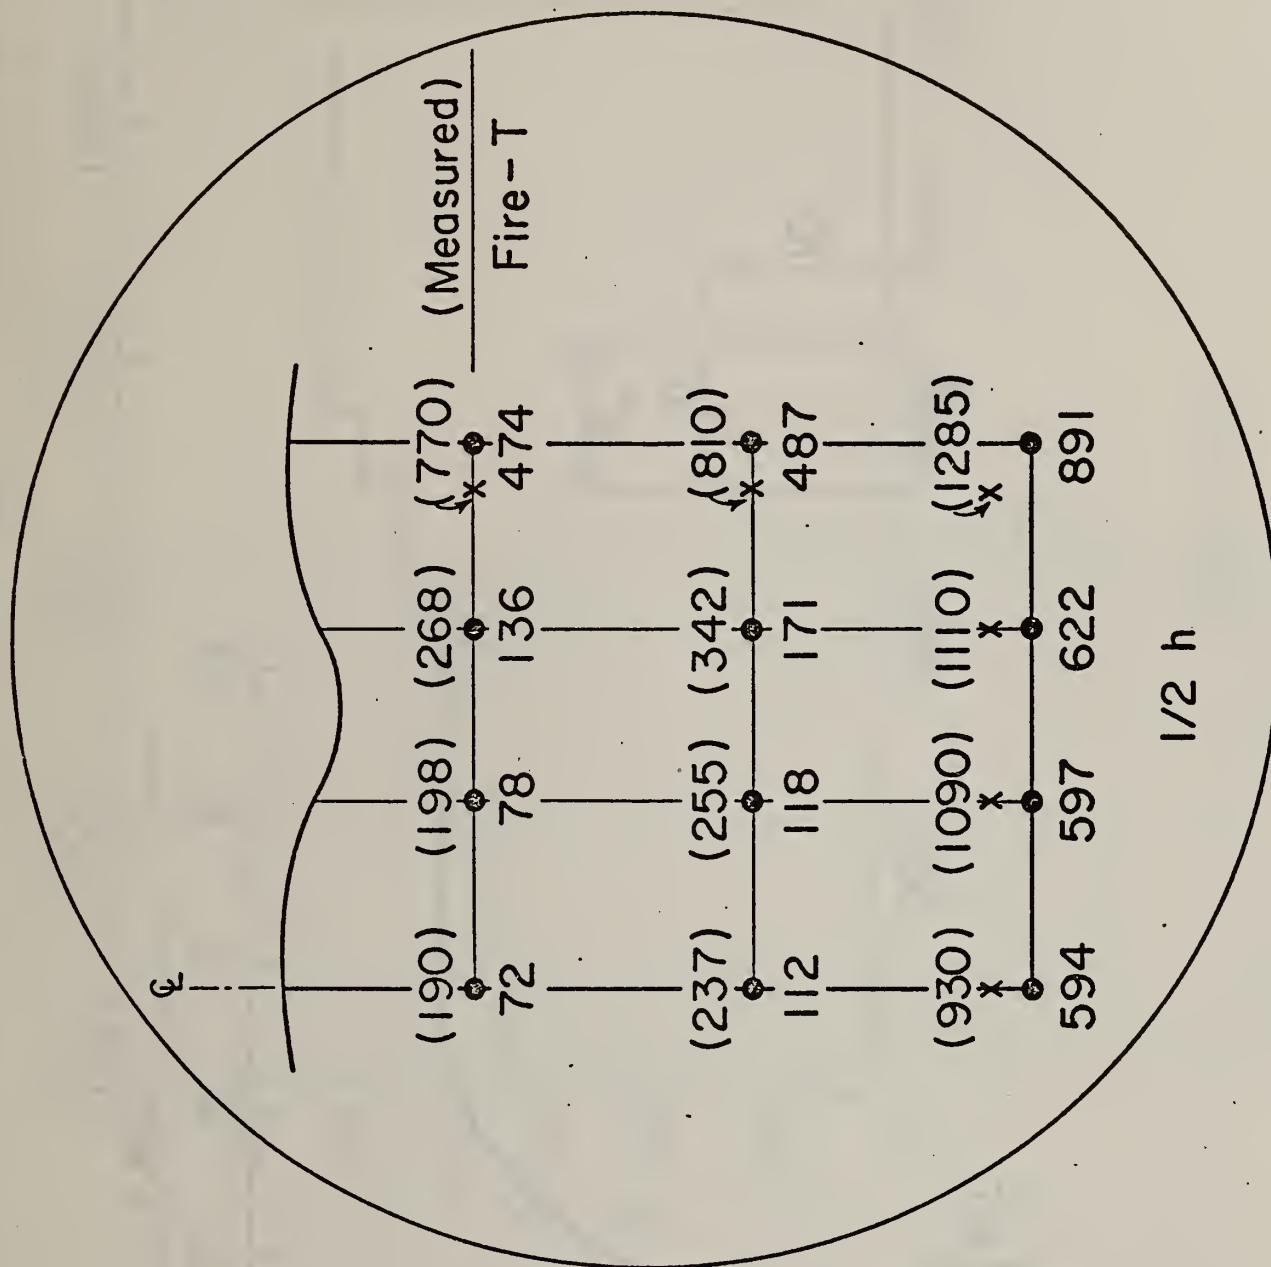 ℄
(190) (198) (268) (770) (Measured)
72 78 136 474 Fire-T
(237) (255) (342) (810)
112 118 171 487
(930) (1090) (1110) (1285)
594 597 622 891
1/2 h